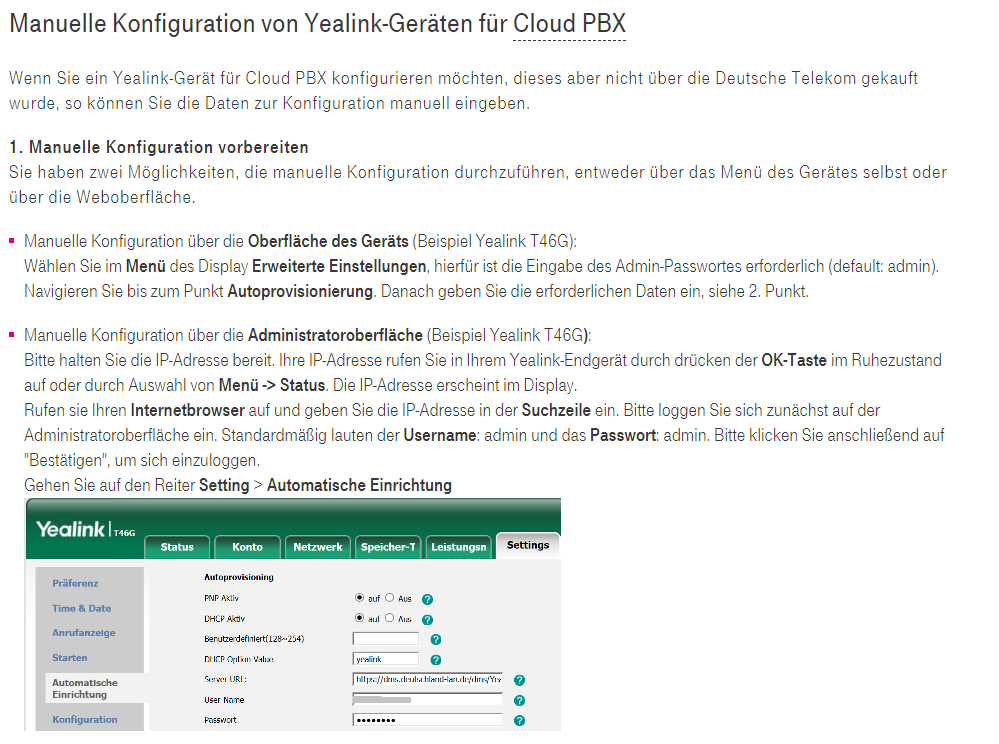 Manuelle Konfiguration von Yealink-Geräten für Cloud PBX
Wenn Sie ein Yealink-Gerät für Cloud PBX konfigurieren möchten, dieses aber nicht über die Deutsche Telekom gekauft
wurde, so können Sie die Daten zur Konfiguration manuell eingeben.
1. Manuelle Konfiguration vorbereiten
Sie haben zwei Möglichkeiten, die manuelle Konfiguration durchzuführen, entweder über das Menü des Gerätes selbst oder
über die Weboberfläche.
Manuelle Konfiguration über die Oberfläche des Geräts (Beispiel Yealink T46G):
Wählen Sie im Menü des Display Erweiterte Einstellungen, hierfür ist die Eingabe des Admin-Passwortes erforderlich (default: admin).
Navigieren Sie bis zum Punkt Autoprovisionierung. Danach geben Sie die erforderlichen Daten ein, siehe 2. Punkt.
Manuelle Konfiguration über die Administratoroberfläche (Beispiel Yealink T46G):
Bitte halten Sie die IP-Adresse bereit. Ihre IP-Adresse rufen Sie in Ihrem Yealink-Endgerät durch drücken der OK-Taste im Ruhezustand
auf oder durch Auswahl von Menü -> Status. Die IP-Adresse erscheint im Display.
Rufen sie Ihren Internetbrowser auf und geben Sie die IP-Adresse in der Suchzeile ein. Bitte loggen Sie sich zunächst auf der
Administratoroberfläche ein. Standardmäßig lauten der Username: admin und das Passwort: admin. Bitte klicken Sie anschließend auf
"Bestätigen", um sich einzuloggen.
Gehen Sie auf den Reiter Setting > Automatische Einrichtung
Yealink | T46G
Status Konto Netzwerk Speicher-T Leistungsn Settings
Präferenz
Time & Date
Anrufanzeige
Starten
Automatische
Einrichtung
Konfiguration
Autoprovisioning
PNP Aktiv auf Aus ?
DHCP Aktiv auf Aus ?
Benutzerdefiniert(128~254) ?
DHCP Option Value yealink ?
Server URL: https://dms.deutschland-lan.de/dms/Yea ?
User Name ?
Passwort •••••••• ?